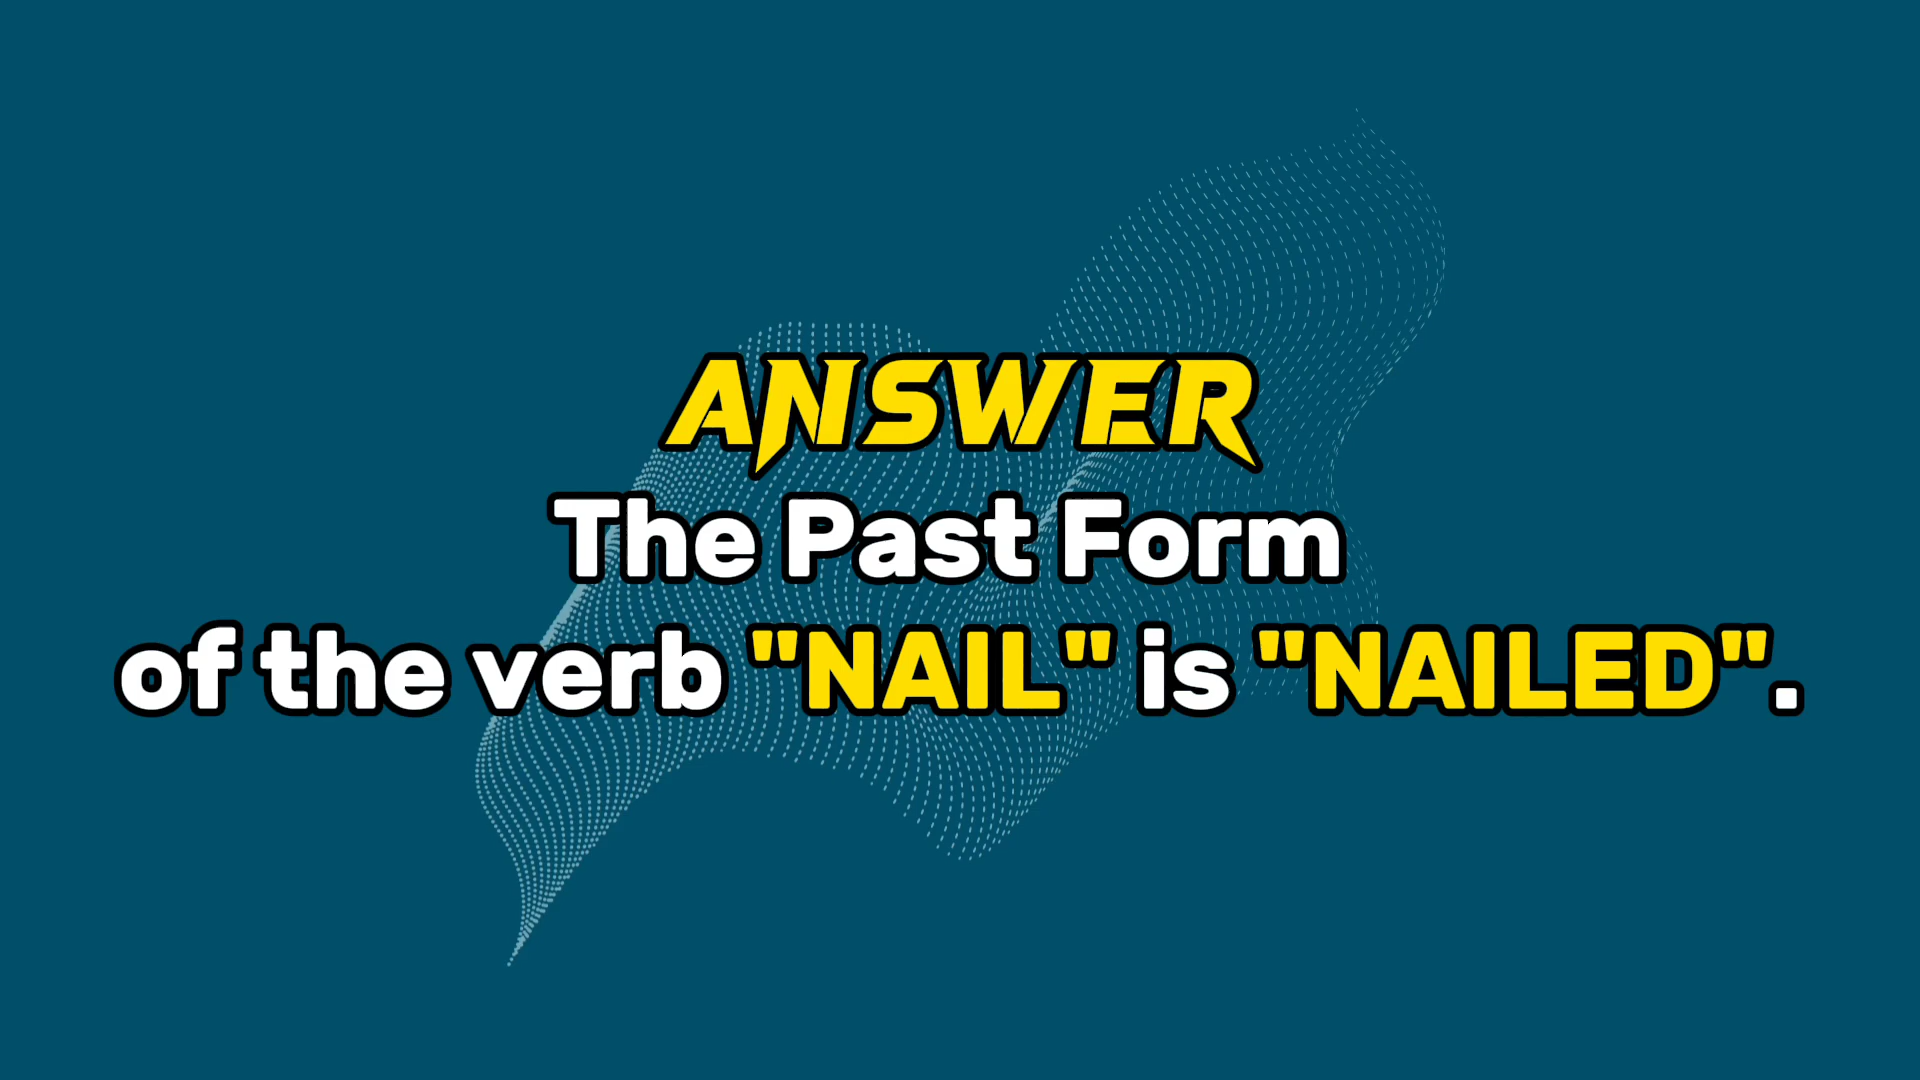 ANSWER
The Past Form
of the verb "NAIL" is "NAILED".